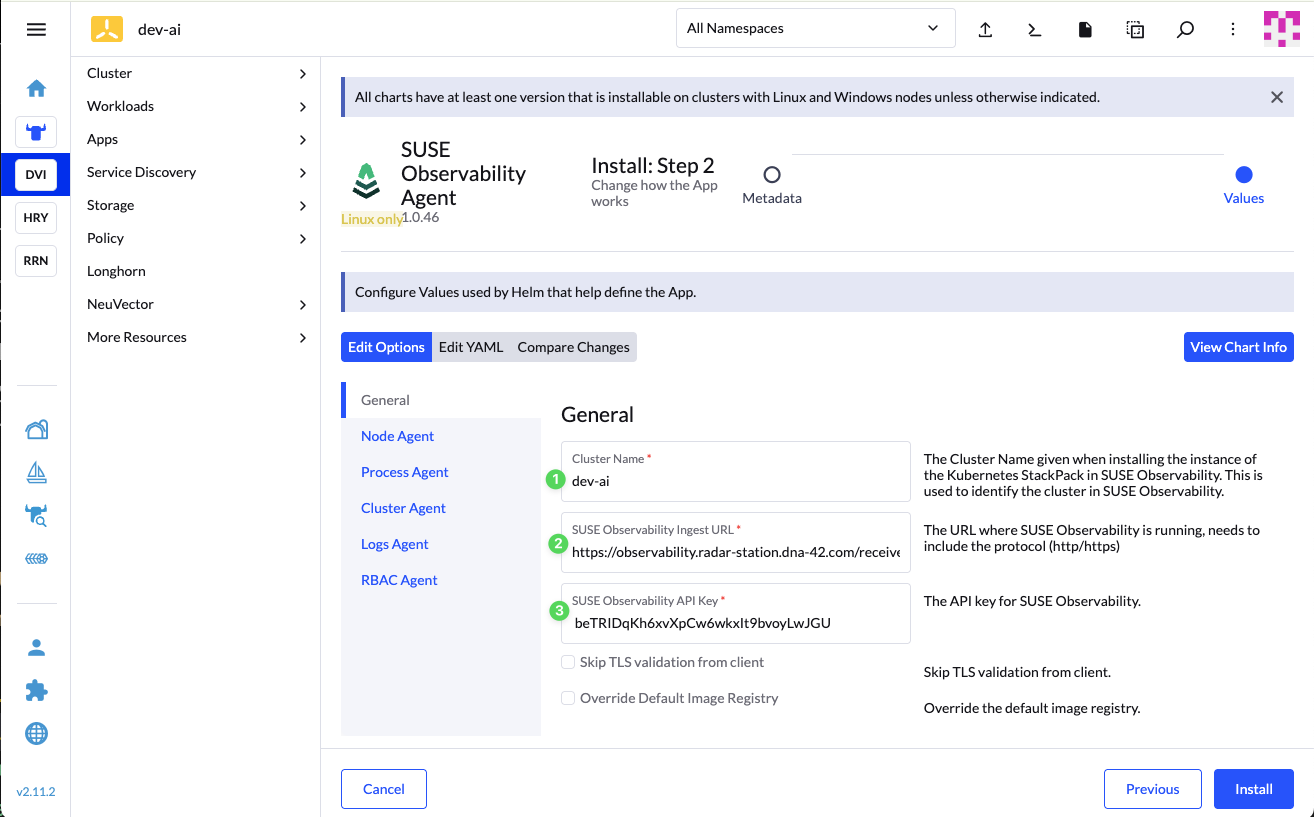 dev-ai
All Namespaces
DVI
HRY
RRN
v2.11.2
Cluster
Workloads
Apps
Service Discovery
Storage
Policy
Longhorn
NeuVector
More Resources
All charts have at least one version that is installable on clusters with Linux and Windows nodes unless otherwise indicated.
SUSE
Observability
Agent
Linux only
1.0.46
Install: Step 2
Change how the App
works
Metadata
Values
Configure Values used by Helm that help define the App.
Edit Options
Edit YAML
Compare Changes
View Chart Info
General
Node Agent
Process Agent
Cluster Agent
Logs Agent
RBAC Agent
General
1
Cluster Name *
dev-ai
The Cluster Name given when installing the instance of
the Kubernetes StackPack in SUSE Observability. This is
used to identify the cluster in SUSE Observability.
2
SUSE Observability Ingest URL *
https://observability.radar-station.dna-42.com/receive
The URL where SUSE Observability is running, needs to
include the protocol (http/https)
3
SUSE Observability API Key *
beTRIDqKh6xvXpCw6wkxIt9bvoyLwJGU
The API key for SUSE Observability.
Skip TLS validation from client
Skip TLS validation from client.
Override Default Image Registry
Override the default image registry.
Cancel
Previous
Install